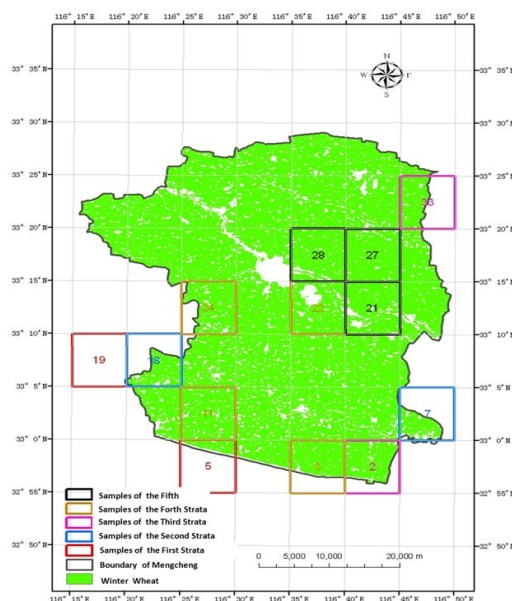 116°15'E 116°20'E 116°25'E 116°30'E 116°35'E 116°40'E 116°45'E 116°50'E
N
W E
S
33°35'N 33°35'N
33°30'N 33°30'N
33°25'N 33°25'N
33
33°20'N 33°20'N
28 27
33°15'N 33°15'N
21
33°10'N 33°10'N
19 18
33°5'N 33°5'N
11 7
33°0'N 33°0'N
5 2
32°55'N 32°55'N
Samples of the Fifth
Samples of the Forth Strata
Samples of the Third Strata
Samples of the Second Strata
Samples of the First Strata
Boundary of Mengcheng
Winter Wheat
0 5,000 10,000 20,000 m
32°50'N 32°50'N
116°15'E 116°20'E 116°25'E 116°30'E 116°35'E 116°40'E 116°45'E 116°50'E